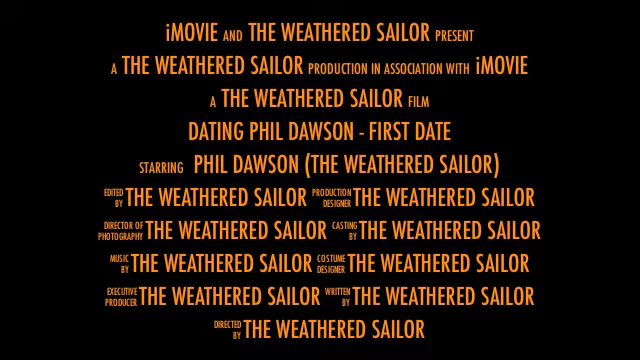 iMOVIE AND THE WEATHERED SAILOR PRESENT
A THE WEATHERED SAILOR PRODUCTION IN ASSOCIATION WITH iMOVIE
A THE WEATHERED SAILOR FILM
DATING PHIL DAWSON - FIRST DATE
STARRING PHIL DAWSON (THE WEATHERED SAILOR)
EDITED BY THE WEATHERED SAILOR PRODUCTION DESIGNER THE WEATHERED SAILOR
DIRECTOR OF PHOTOGRAPHY THE WEATHERED SAILOR CASTING BY THE WEATHERED SAILOR
MUSIC BY THE WEATHERED SAILOR COSTUME DESIGNER THE WEATHERED SAILOR
EXECUTIVE PRODUCER THE WEATHERED SAILOR WRITTEN BY THE WEATHERED SAILOR
DIRECTED BY THE WEATHERED SAILOR